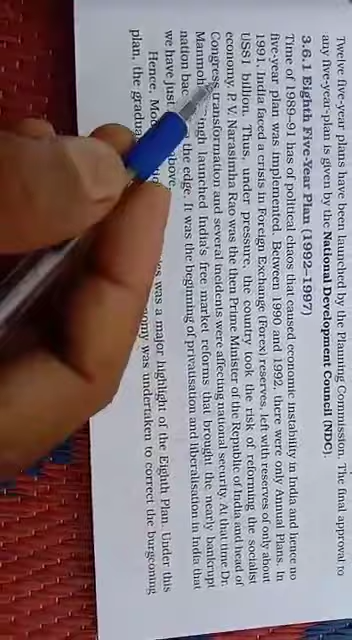 Twelve five-year plans have been launched by the Planning Commission. The final approval to
any five-year-plan is given by the National Development Council (NDC).
3.6.1 Eighth Five-Year Plan (1992–1997)
Time of 1989–91 has of political chaos that caused economic instability in India and hence no
five-year plan was implemented. Between 1990 and 1992, there were only Annual Plans. In
1991, India faced a crisis in Foreign Exchange (Forex) reserves, left with reserves of only about
US$1 billion. Thus, under pressure, the country took the risk of reforming the socialist
economy. P. V. Narasimha Rao was the then Prime Minister of the Republic of India and head of
Congress transformation and several incidents were affecting national security. At that time Dr.
launched India's free market reforms that brought the nearly bankrupt
nation the edge. It was the beginning of privatisation and liberalisation in India that
we have just above.
Hence, was a major highlight of the Eighth Plan. Under this
plan, the was undertaken to correct the burgeoning